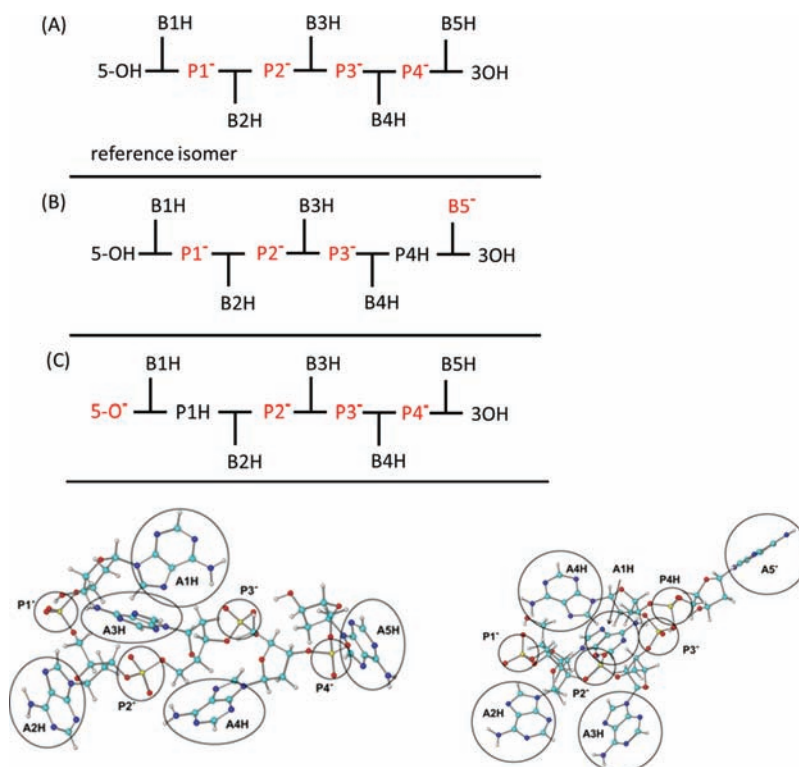 (A)
B1H B3H B5H
5-OH P1⁻ P2⁻ P3⁻ P4⁻ 3OH
B2H B4H
reference isomer
(B)
B1H B3H B5⁻
5-OH P1⁻ P2⁻ P3⁻ P4H 3OH
B2H B4H
(C)
B1H B3H B5H
5-O⁻ P1H P2⁻ P3⁻ P4⁻ 3OH
B2H B4H
A1H
P1⁻ A3H P3⁻
A5H
P4⁻
A2H P2⁻ A4H
A4H A1H P4H A5⁻
P1⁻ P3⁻
P2⁻
A2H A3H